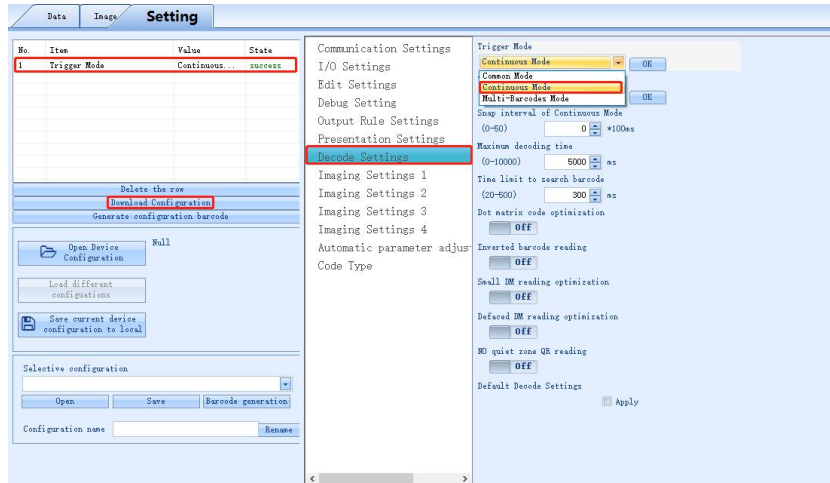 Data Image Setting
No. Item Value State
1 Trigger Mode Continuous... success
Delete the row
Download Configuration
Generate configuration barcode
Open Device
Configuration
Null
Load different
configuations
Save current device
configuration to local
Selective configuration
Open Save Barcode generation
Configuration name Rename
Communication Settings
I/O Settings
Edit Settings
Debug Setting
Output Rule Settings
Presentation Settings
Decode Settings
Imaging Settings 1
Imaging Settings 2
Imaging Settings 3
Imaging Settings 4
Automatic parameter adjus
Code Type
Trigger Mode
Continuous Mode OK
Common Mode
Continuous Mode
Multi-Barcodes Mode OK
Snap interval of Continuous Mode
(0-50) 0 *100ms
Maximum decoding time
(0-10000) 5000 ms
Time limit to search barcode
(20-500) 300 ms
Dot matrix code optimization
Off
Inverted barcode reading
Off
Small DM reading optimization
Off
Defaced DM reading optimization
Off
NO quiet zone QR reading
Off
Default Decode Settings
Apply